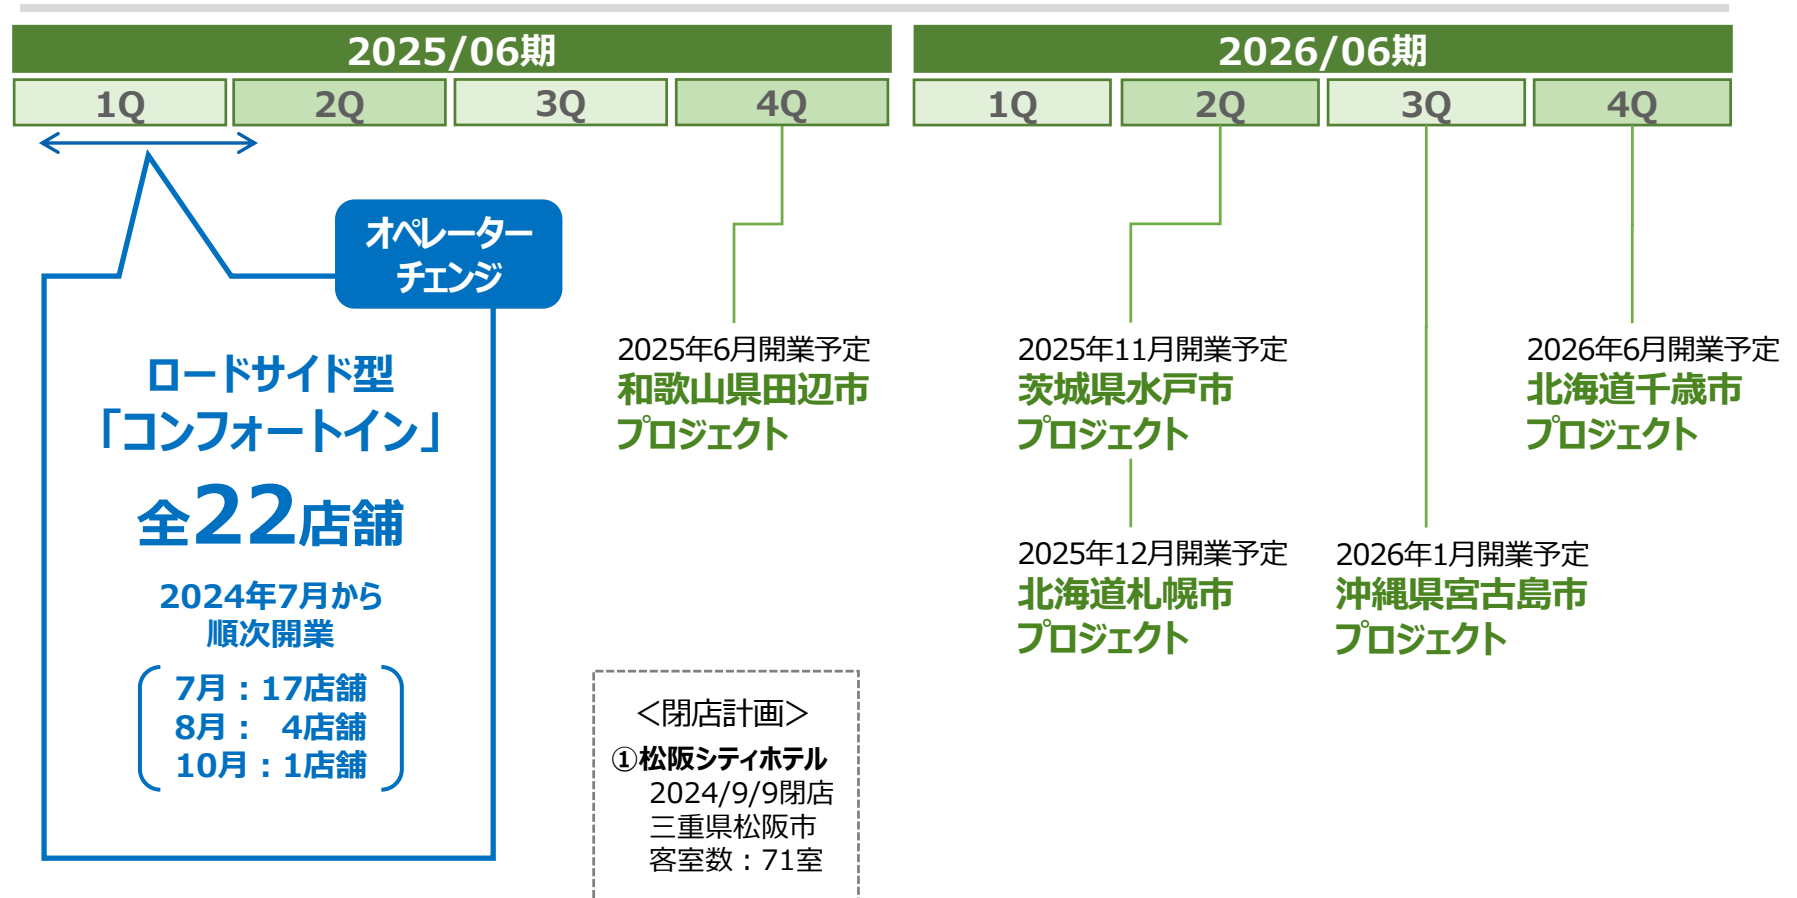 2025/06期
1Q
2Q
3Q
4Q
2026/06期
1Q
2Q
3Q
4Q
オペレーター
チェンジ
ロードサイド型
「コンフォートイン」
全22店舗
2024年7月から
順次開業
7月：17店舗
8月： 4店舗
10月：1店舗
2025年6月開業予定
和歌山県田辺市
プロジェクト
＜閉店計画＞
①松阪シティホテル
2024/9/9閉店
三重県松阪市
客室数：71室
2025年11月開業予定
茨城県水戸市
プロジェクト
2025年12月開業予定
北海道札幌市
プロジェクト
2026年1月開業予定
沖縄県宮古島市
プロジェクト
2026年6月開業予定
北海道千歳市
プロジェクト